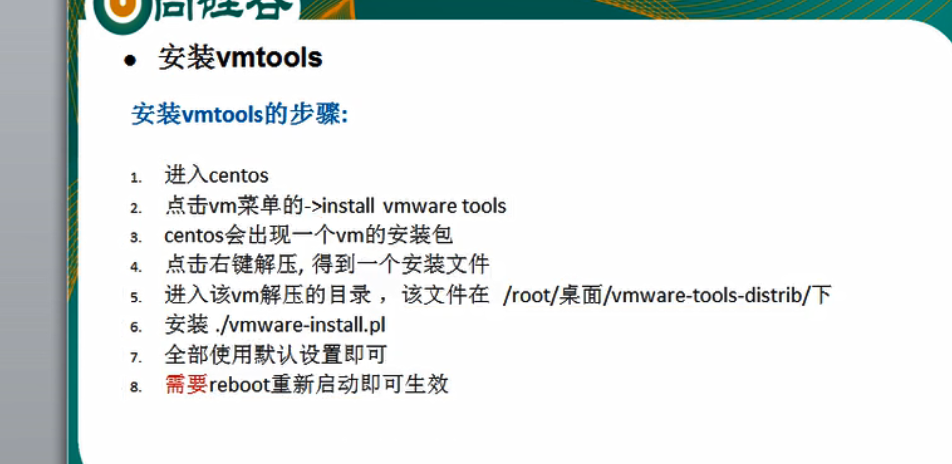 尚硅谷
● 安装vmtools
安装vmtools的步骤:
1. 进入centos
2. 点击vm菜单的->install vmware tools
3. centos会出现一个vm的安装包
4. 点击右键解压, 得到一个安装文件
5. 进入该vm解压的目录 ，该文件在 /root/桌面/vmware-tools-distrib/下
6. 安装 ./vmware-install.pl
7. 全部使用默认设置即可
8. 需要reboot重新启动即可生效